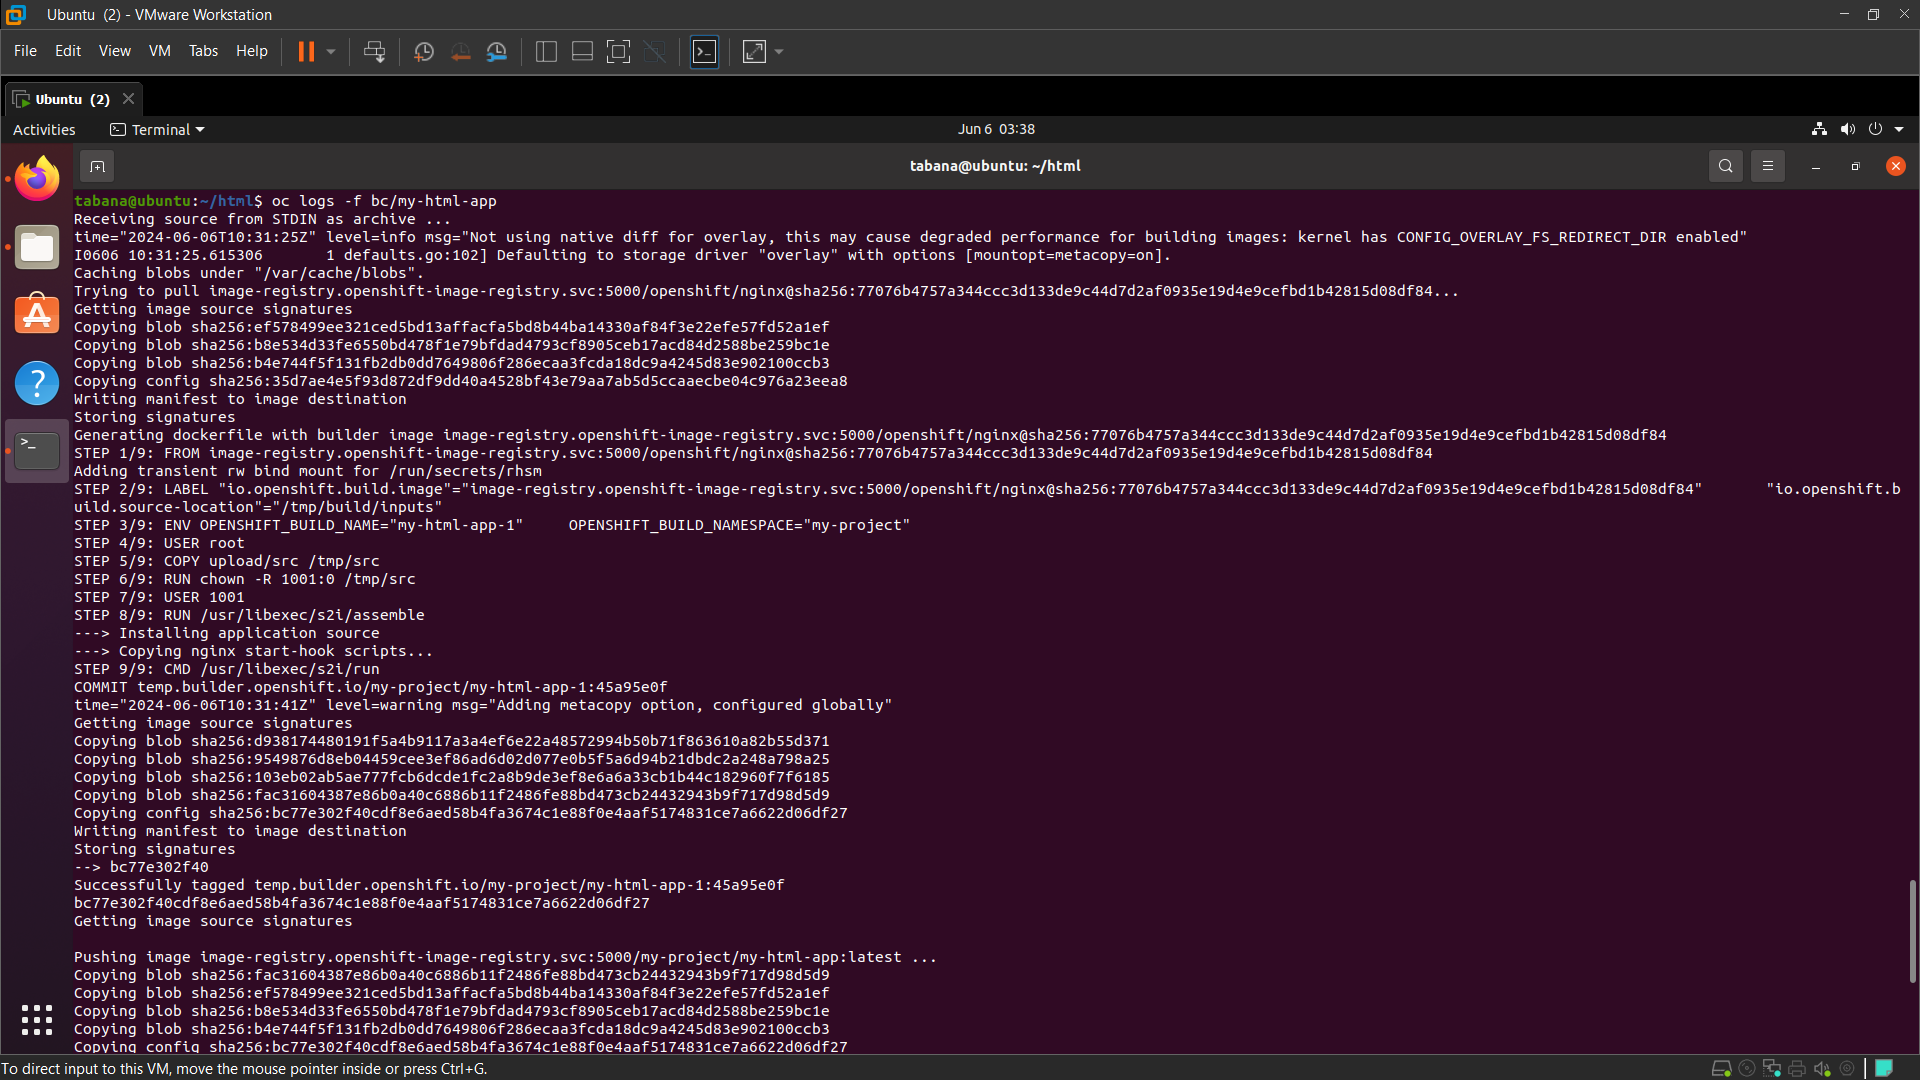 Ubuntu (2) - VMware Workstation
File Edit View VM Tabs Help
Ubuntu (2)
Activities Terminal Jun 6 03:38
tabana@ubuntu: ~/html
tabana@ubuntu:~/html$ oc logs -f bc/my-html-app
Receiving source from STDIN as archive ...
time="2024-06-06T10:31:25Z" level=info msg="Not using native diff for overlay, this may cause degraded performance for building images: kernel has CONFIG_OVERLAY_FS_REDIRECT_DIR enabled"
I0606 10:31:25.615306       1 defaults.go:102] Defaulting to storage driver "overlay" with options [mountopt=metacopy=on].
Caching blobs under "/var/cache/blobs".
Trying to pull image-registry.openshift-image-registry.svc:5000/openshift/nginx@sha256:77076b4757a344ccc3d133de9c44d7d2af0935e19d4e9cefbd1b42815d08df84...
Getting image source signatures
Copying blob sha256:ef578499ee321ced5bd13affacfa5bd8b44ba14330af84f3e22efe57fd52a1ef
Copying blob sha256:b8e534d33fe6550bd478f1e79bfdad4793cf8905ceb17acd84d2588be259bc1e
Copying blob sha256:b4e744f5f131fb2db0dd7649806f286ecaa3fcda18dc9a4245d83e902100ccb3
Copying config sha256:35d7ae4e5f93d872df9dd40a4528bf43e79aa7ab5d5ccaaecbe04c976a23eea8
Writing manifest to image destination
Storing signatures
Generating dockerfile with builder image image-registry.openshift-image-registry.svc:5000/openshift/nginx@sha256:77076b4757a344ccc3d133de9c44d7d2af0935e19d4e9cefbd1b42815d08df84
STEP 1/9: FROM image-registry.openshift-image-registry.svc:5000/openshift/nginx@sha256:77076b4757a344ccc3d133de9c44d7d2af0935e19d4e9cefbd1b42815d08df84
Adding transient rw bind mount for /run/secrets/rhsm
STEP 2/9: LABEL "io.openshift.build.image"="image-registry.openshift-image-registry.svc:5000/openshift/nginx@sha256:77076b4757a344ccc3d133de9c44d7d2af0935e19d4e9cefbd1b42815d08df84"       "io.openshift.b
uild.source-location"="/tmp/build/inputs"
STEP 3/9: ENV OPENSHIFT_BUILD_NAME="my-html-app-1"     OPENSHIFT_BUILD_NAMESPACE="my-project"
STEP 4/9: USER root
STEP 5/9: COPY upload/src /tmp/src
STEP 6/9: RUN chown -R 1001:0 /tmp/src
STEP 7/9: USER 1001
STEP 8/9: RUN /usr/libexec/s2i/assemble
---> Installing application source
---> Copying nginx start-hook scripts...
STEP 9/9: CMD /usr/libexec/s2i/run
COMMIT temp.builder.openshift.io/my-project/my-html-app-1:45a95e0f
time="2024-06-06T10:31:41Z" level=warning msg="Adding metacopy option, configured globally"
Getting image source signatures
Copying blob sha256:d938174480191f5a4b9117a3a4ef6e22a48572994b50b71f863610a82b55d371
Copying blob sha256:9549876d8eb04459cee3ef86ad6d02d077e0b5f5a6d94b21dbdc2a248a798a25
Copying blob sha256:103eb02ab5ae777fcb6dcde1fc2a8b9de3ef8e6a6a33cb1b44c182960f7f6185
Copying blob sha256:fac31604387e86b0a40c6886b11f2486fe88bd473cb24432943b9f717d98d5d9
Copying config sha256:bc77e302f40cdf8e6aed58b4fa3674c1e88f0e4aaf5174831ce7a6622d06df27
Writing manifest to image destination
Storing signatures
--> bc77e302f40
Successfully tagged temp.builder.openshift.io/my-project/my-html-app-1:45a95e0f
bc77e302f40cdf8e6aed58b4fa3674c1e88f0e4aaf5174831ce7a6622d06df27
Getting image source signatures
Pushing image image-registry.openshift-image-registry.svc:5000/my-project/my-html-app:latest ...
Copying blob sha256:fac31604387e86b0a40c6886b11f2486fe88bd473cb24432943b9f717d98d5d9
Copying blob sha256:ef578499ee321ced5bd13affacfa5bd8b44ba14330af84f3e22efe57fd52a1ef
Copying blob sha256:b8e534d33fe6550bd478f1e79bfdad4793cf8905ceb17acd84d2588be259bc1e
Copying blob sha256:b4e744f5f131fb2db0dd7649806f286ecaa3fcda18dc9a4245d83e902100ccb3
Copying config sha256:bc77e302f40cdf8e6aed58b4fa3674c1e88f0e4aaf5174831ce7a6622d06df27
To direct input to this VM, move the mouse pointer inside or press Ctrl+G.